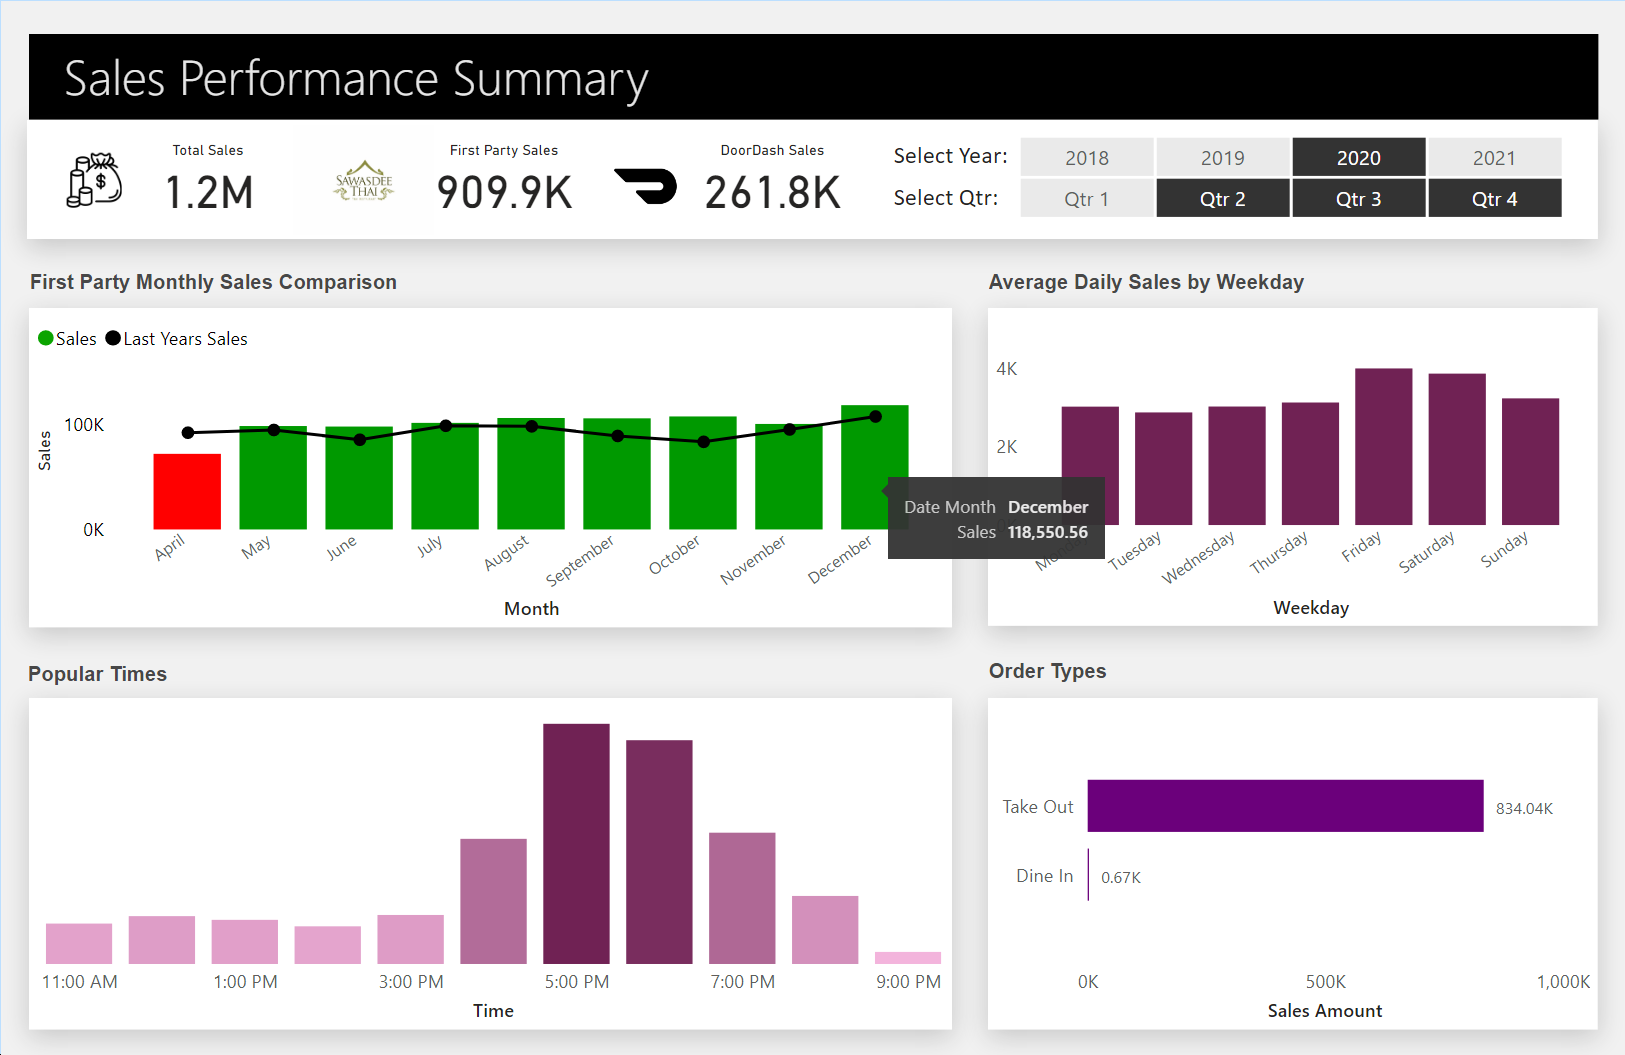 Sales Performance Summary
Total Sales
1.2M
SAWASDEE
THAI
First Party Sales
909.9K
DoorDash Sales
261.8K
Select Year:
2018
2019
2020
2021
Select Qtr:
Qtr 1
Qtr 2
Qtr 3
Qtr 4
First Party Monthly Sales Comparison
Sales
Last Years Sales
Sales
100K
0K
April
May
June
July
August
September
October
November
December
Month
Date Month December
Sales 118,550.56
Average Daily Sales by Weekday
4K
2K
Tuesday
Wednesday
Thursday
Friday
Saturday
Sunday
Weekday
Popular Times
11:00 AM
1:00 PM
3:00 PM
5:00 PM
7:00 PM
9:00 PM
Time
Order Types
Take Out
834.04K
Dine In
0.67K
0K
500K
1,000K
Sales Amount